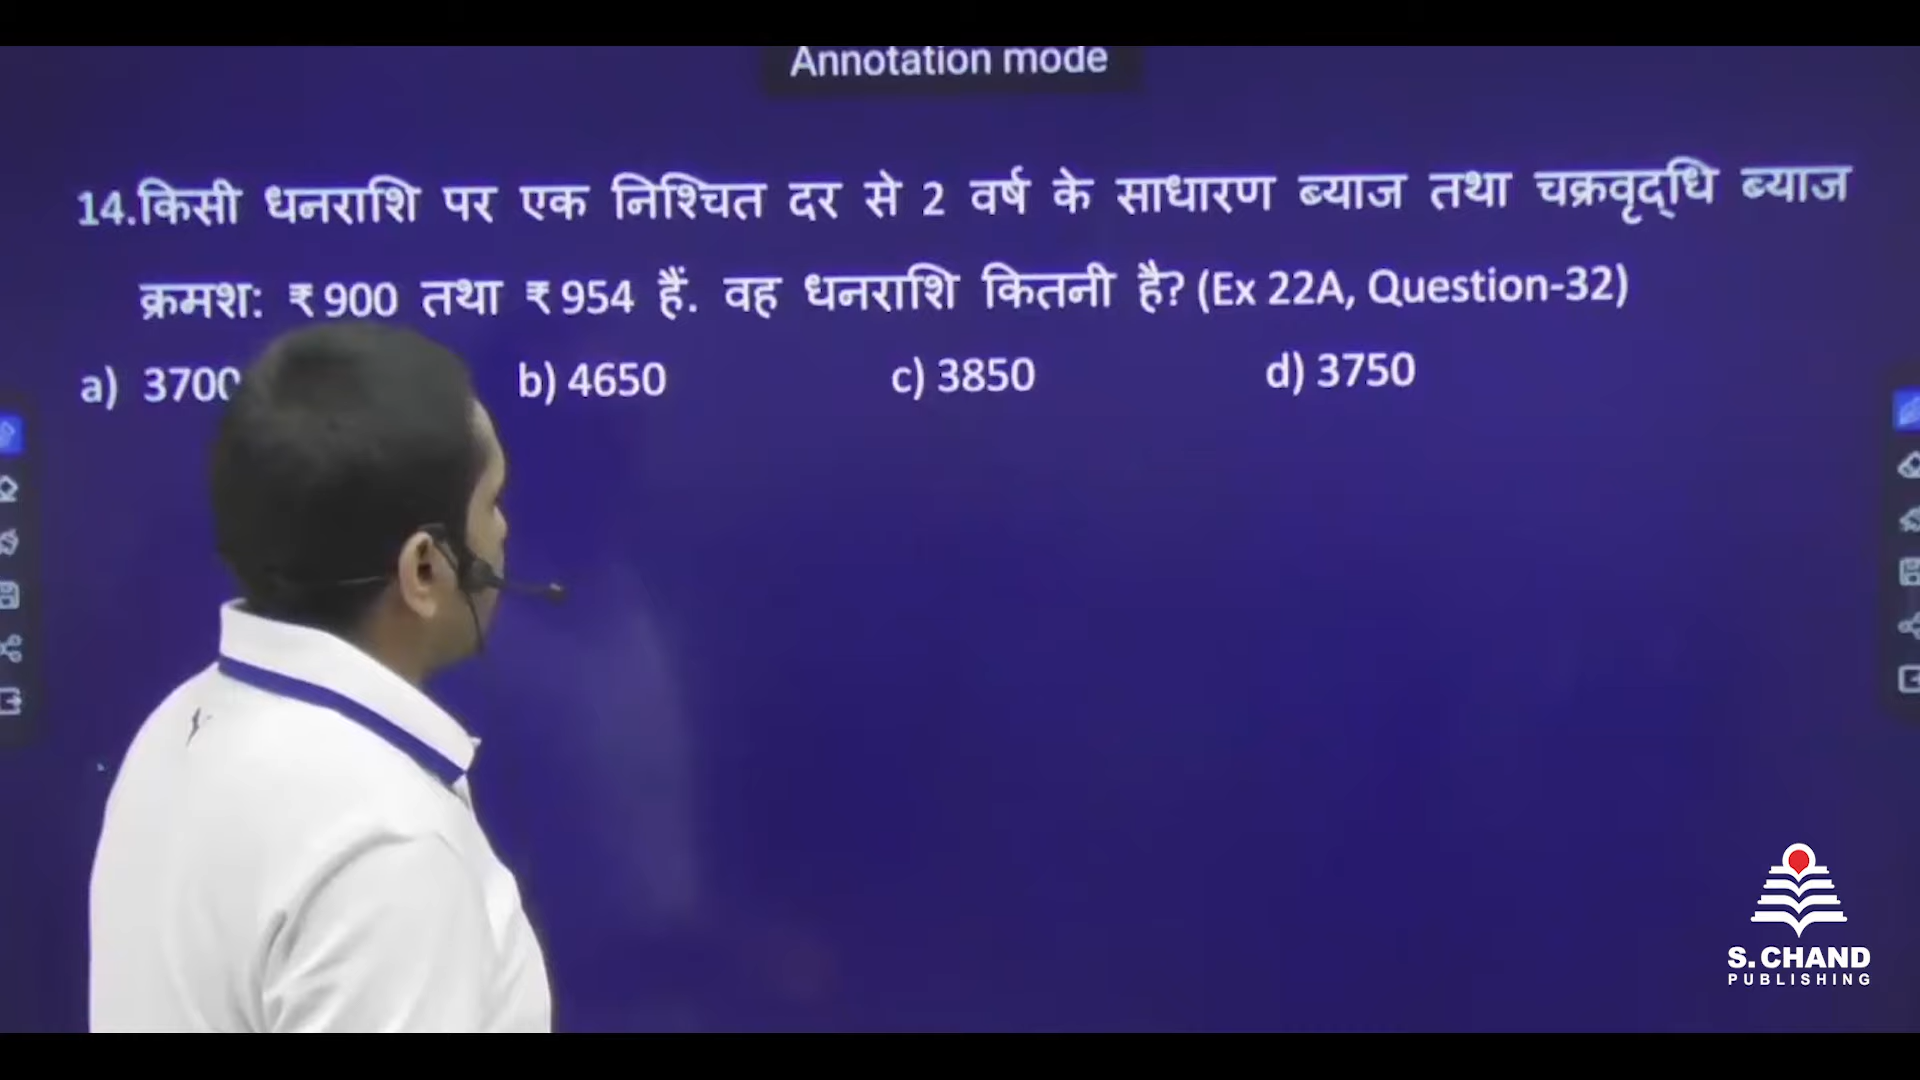 Annotation mode
14.किसी धनराशि पर एक निश्चित दर से 2 वर्ष के साधारण ब्याज तथा चक्रवृद्धि ब्याज
क्रमश: ₹900 तथा ₹954 हैं. वह धनराशि कितनी है? (Ex 22A, Question-32)
a) 3700 b) 4650 c) 3850 d) 3750
S. CHAND
PUBLISHING